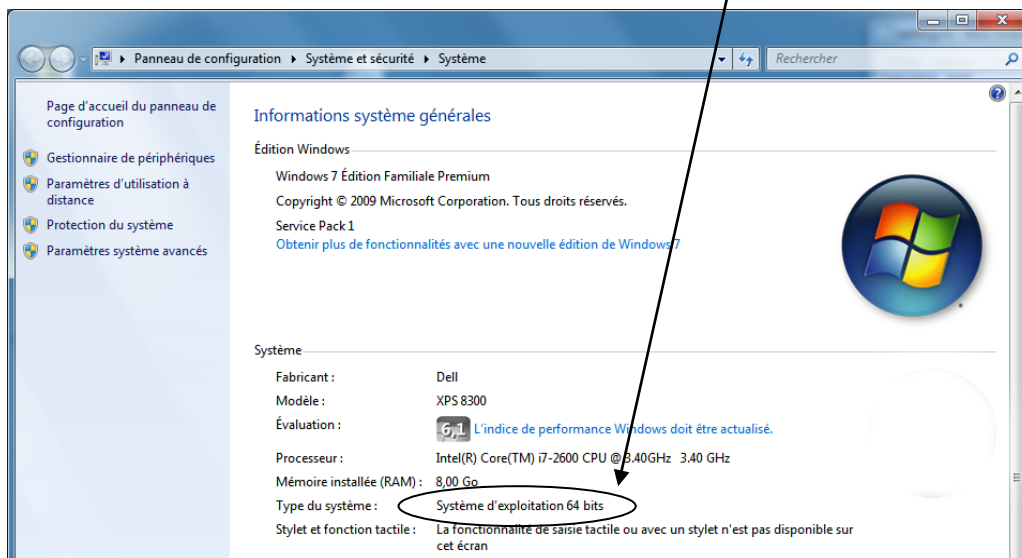 Panneau de configuration ▸ Système et sécurité ▸ Système
Rechercher
Page d'accueil du panneau de
configuration
Gestionnaire de périphériques
Paramètres d'utilisation à
distance
Protection du système
Paramètres système avancés
Informations système générales
Édition Windows
Windows 7 Édition Familiale Premium
Copyright © 2009 Microsoft Corporation. Tous droits réservés.
Service Pack 1
Obtenir plus de fonctionnalités avec une nouvelle édition de Windows 7
Système
Fabricant : Dell
Modèle : XPS 8300
Évaluation : 6,1 L'indice de performance Windows doit être actualisé.
Processeur : Intel(R) Core(TM) i7-2600 CPU @ 3.40GHz 3.40 GHz
Mémoire installée (RAM) : 8,00 Go
Type du système : Système d'exploitation 64 bits
Stylet et fonction tactile : La fonctionnalité de saisie tactile ou avec un stylet n'est pas disponible sur
cet écran